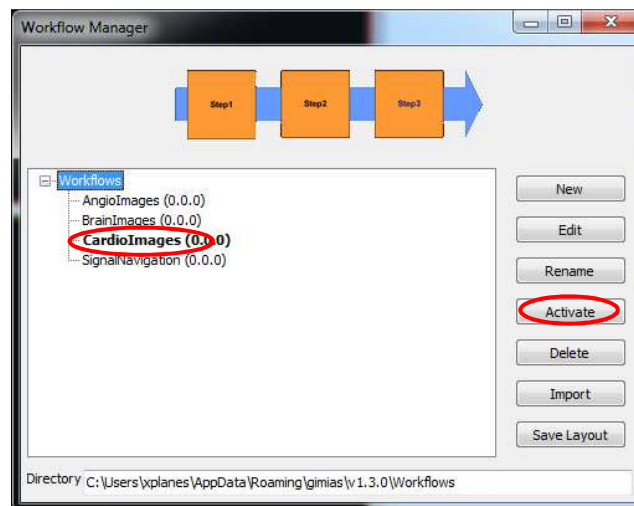 Workflow Manager
Step1 Step2 Step3
Workflows
AngioImages (0.0.0)
BrainImages (0.0.0)
CardioImages (0.0.0)
SignalNavigation (0.0.0)
New
Edit
Rename
Activate
Delete
Import
Save Layout
Directory C:\Users\xplanes\AppData\Roaming\gimias\v1.3.0\Workflows